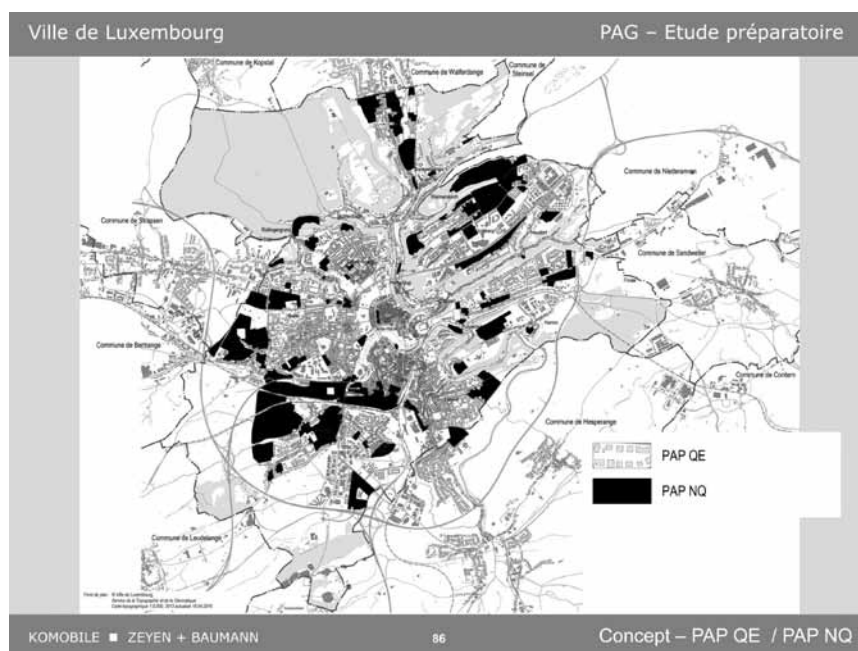 Ville de Luxembourg
PAG – Etude préparatoire
Commune de Kopstal
Commune de Walferdange
Commune de
Steinsel
Commune de Niederanven
Commune de Strassen
Commune de Sandweiler
Commune de Bertrange
Commune de Contern
Commune de Hesperange
PAP QE
PAP NQ
Commune de Leudelange
KOMOBILE ■ ZEYEN + BAUMANN
86
Concept – PAP QE / PAP NQ